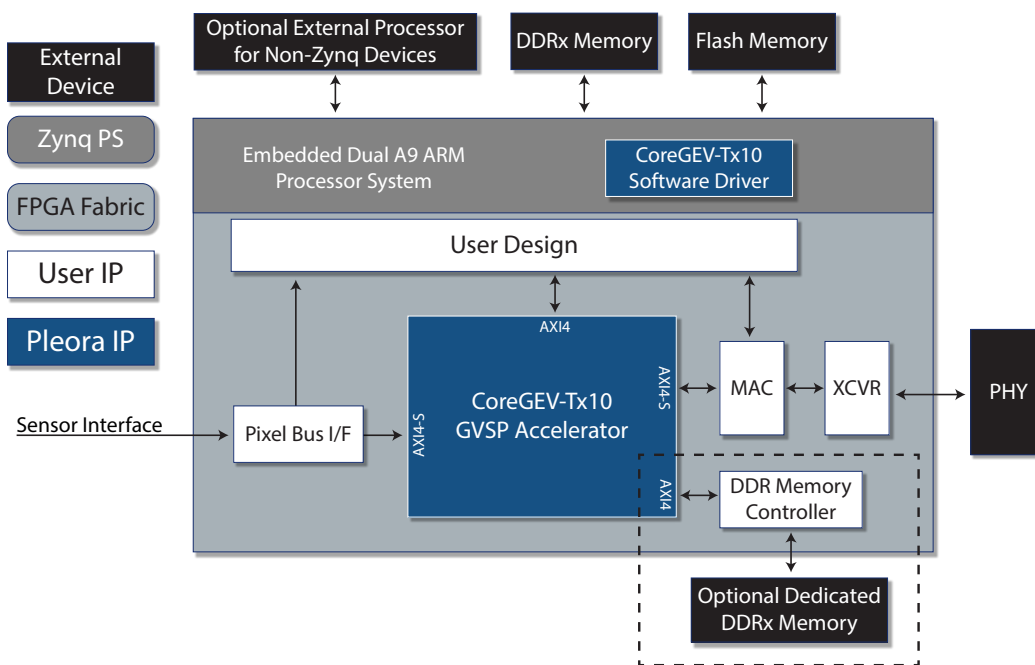 External
Device
Zynq PS
FPGA Fabric
User IP
Pleora IP
Optional External Processor
for Non-Zynq Devices
DDRx Memory
Flash Memory
Embedded Dual A9 ARM
Processor System
CoreGEV-Tx10
Software Driver
User Design
AXI4
AXI4-S
CoreGEV-Tx10
GVSP Accelerator
AXI4-S
AXI4
Sensor Interface
Pixel Bus I/F
MAC
XCVR
PHY
DDR Memory
Controller
Optional Dedicated
DDRx Memory